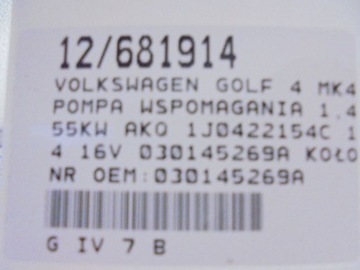 12/681914
VOLKSWAGEN GOLF 4 MK4
POMPA WSPOMAGANIA 1.4
55KW AKQ 1J0422154C 1
4 16V 030145269A KOŁO
NR OEM:030145269A
G IV 7 B